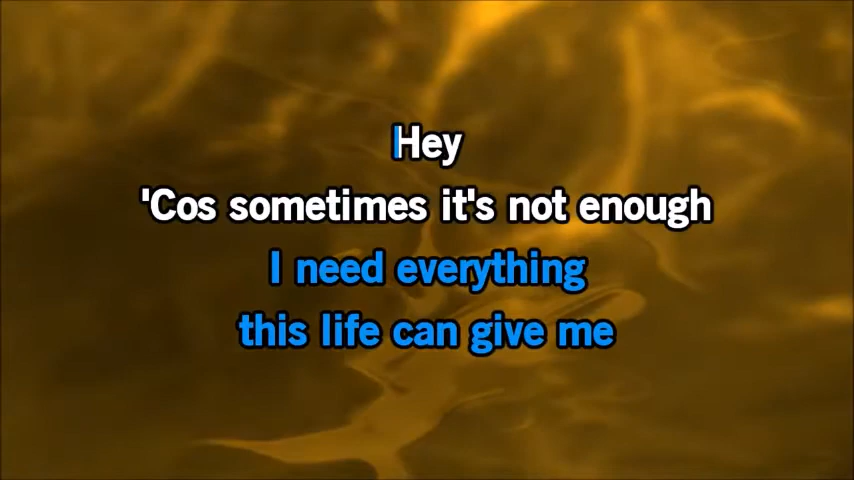 Hey
'Cos sometimes it's not enough
I need everything
this life can give me